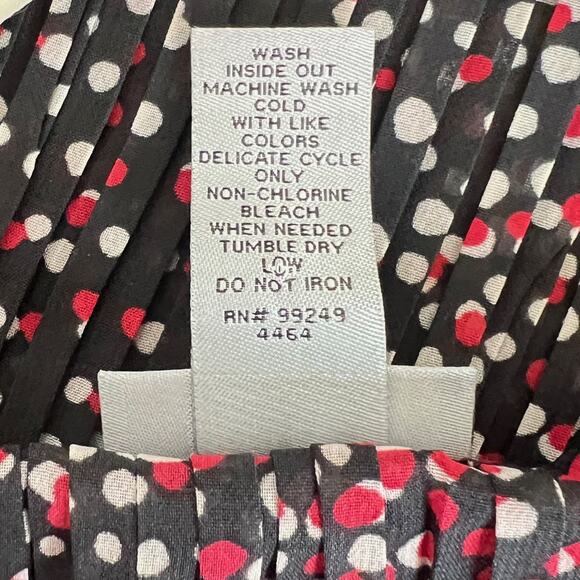 WASH
INSIDE OUT
MACHINE WASH
COLD
WITH LIKE
COLORS
DELICATE CYCLE
ONLY
NON-CHLORINE
BLEACH
WHEN NEEDED
TUMBLE DRY
LOW
DO NOT IRON
RN# 99249
4464